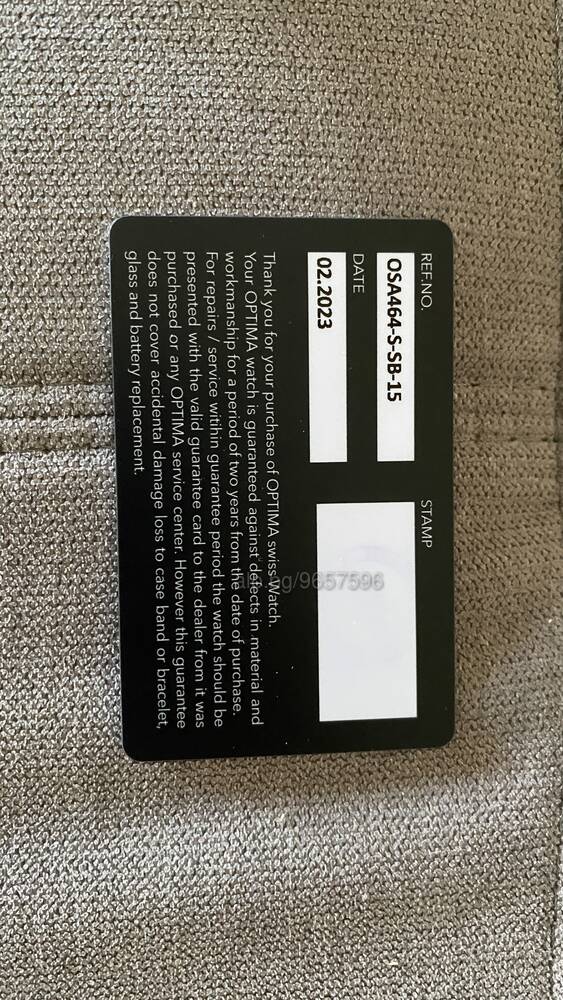 REF.NO.
OSA464-S-SB-15
DATE
02.2023
STAMP
Thank you for your purchase of OPTIMA swiss Watch.
Your OPTIMA watch is guaranteed against defects in material and
workmanship for a period of two years from the date of purchase.
For repairs / service witihin guarantee period the watch should be
presented with the valid guarantee card to the dealer from it was
purchased or any OPTIMA service center. However this guarantee
does not cover accidental damage loss to case band or bracelet,
glass and battery replacement.
/9657596